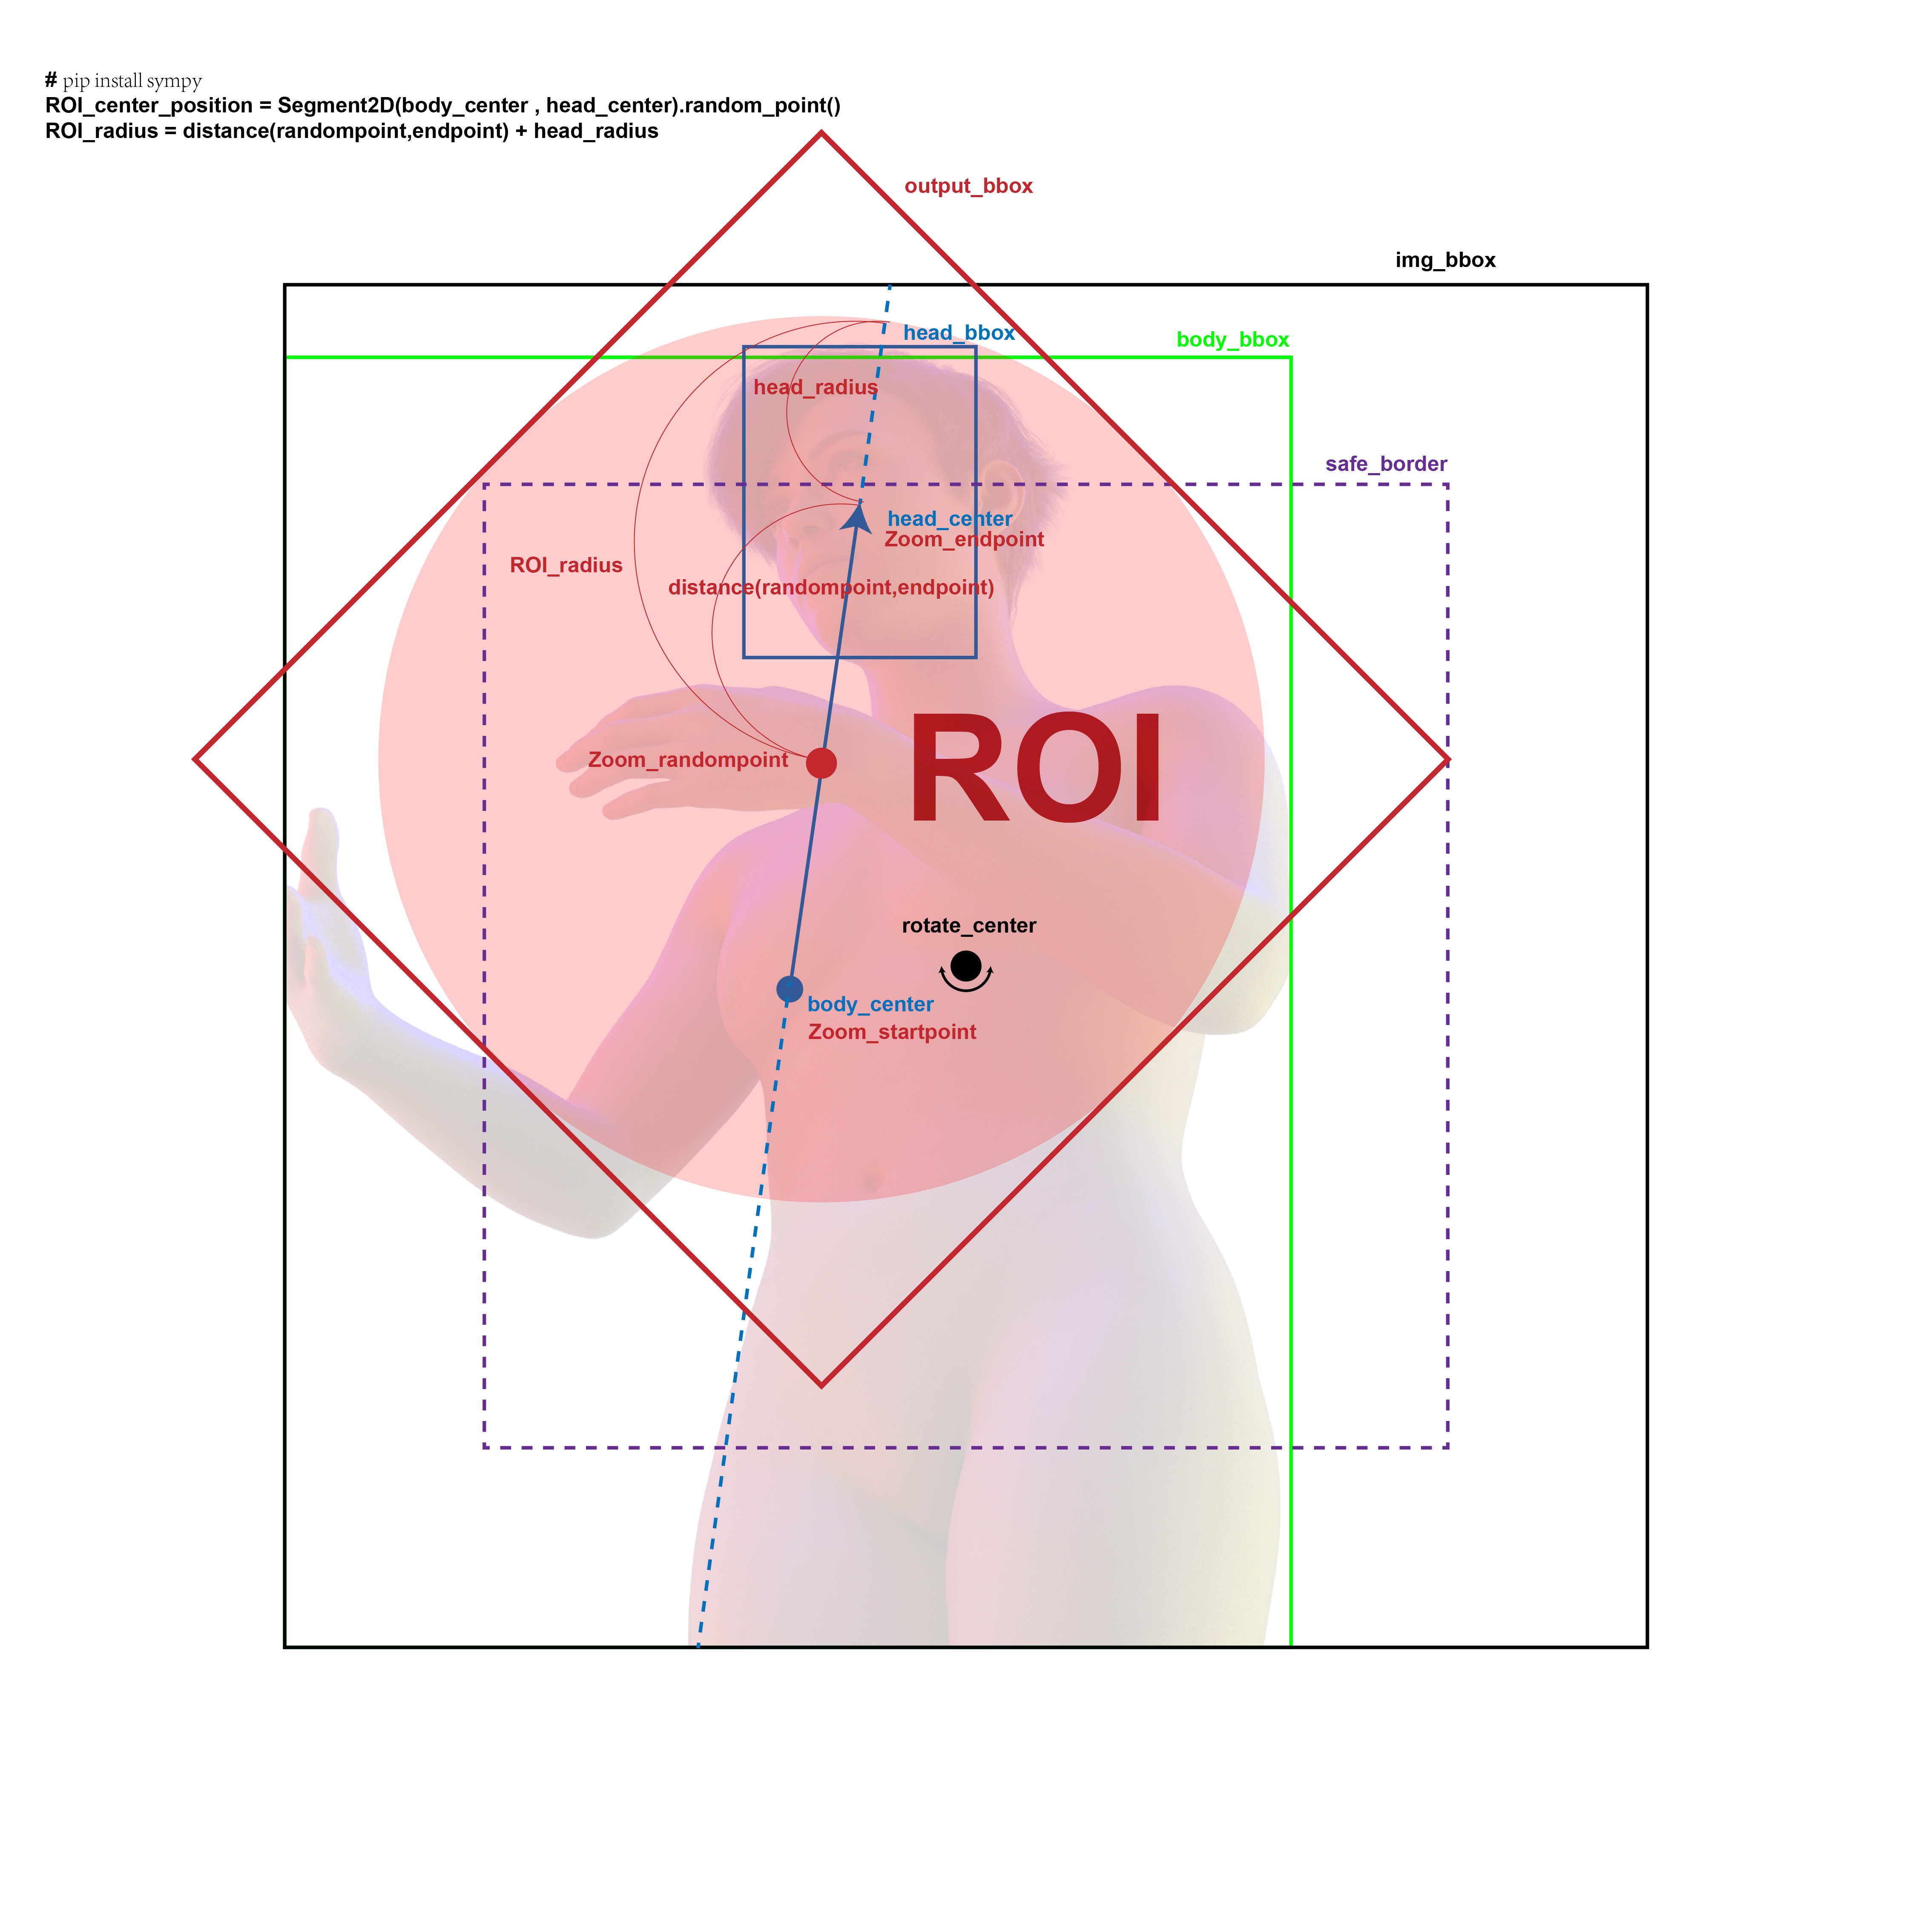 # pip install sympy
ROI_center_position = Segment2D(body_center , head_center).random_point()
ROI_radius = distance(randompoint,endpoint) + head_radius
output_bbox
img_bbox
head_bbox
body_bbox
head_radius
safe_border
head_center
Zoom_endpoint
ROI_radius
distance(randompoint,endpoint)
Zoom_randompoint
ROI
rotate_center
body_center
Zoom_startpoint